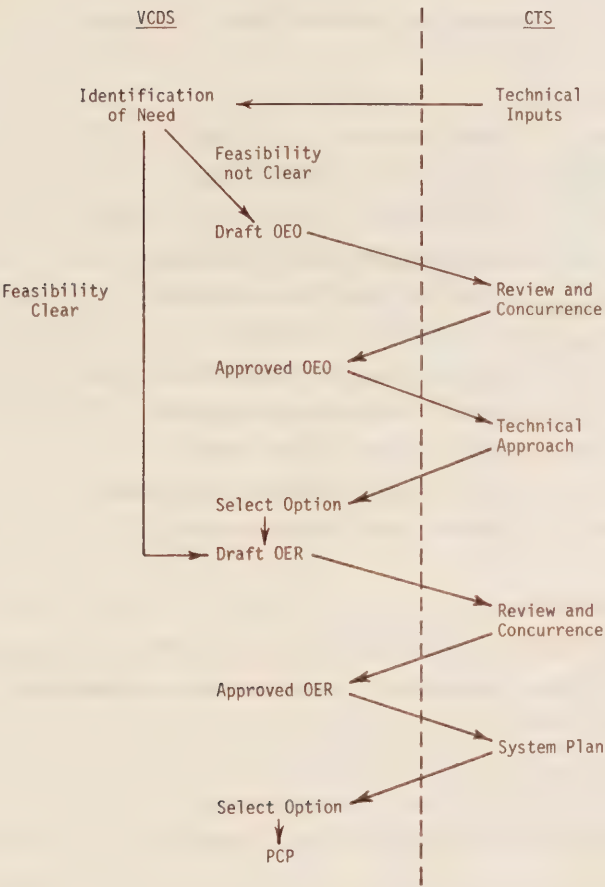 VCDS
CTS
Identification
of Need
Technical
Inputs
Feasibility
not Clear
Draft OEO
Feasibility
Clear
Review and
Concurrence
Approved OEO
Technical
Approach
Select Option
Draft OER
Review and
Concurrence
Approved OER
System Plan
Select Option
PCP